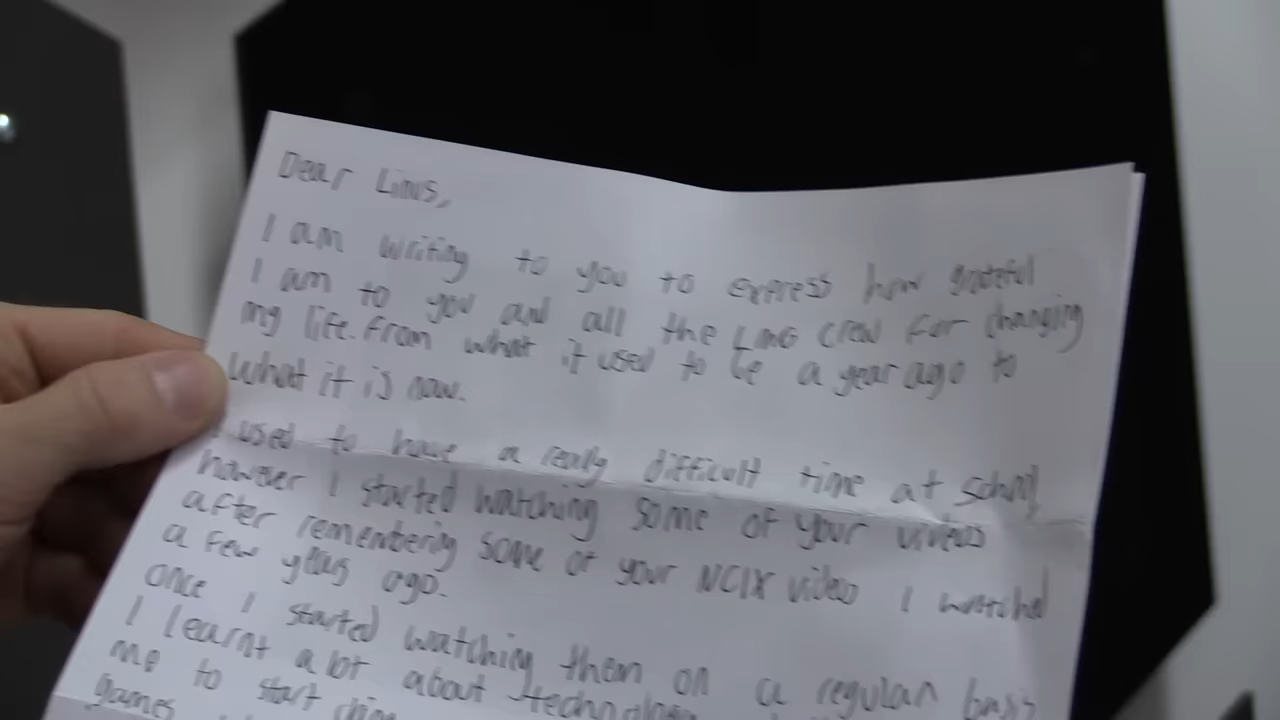 Dear Linus,
I am writing to you to express how grateful
I am to you and all the LMG crew for changing
my life. From what it used to be a year ago to
what it is now.
I used to have a really difficult time at school,
however I started watching some of your videos
after remembering some of your NCIX video I watched
a few years ago.
once I started watching them on a regular basis
I learnt a lot about technology
me to start doing
games